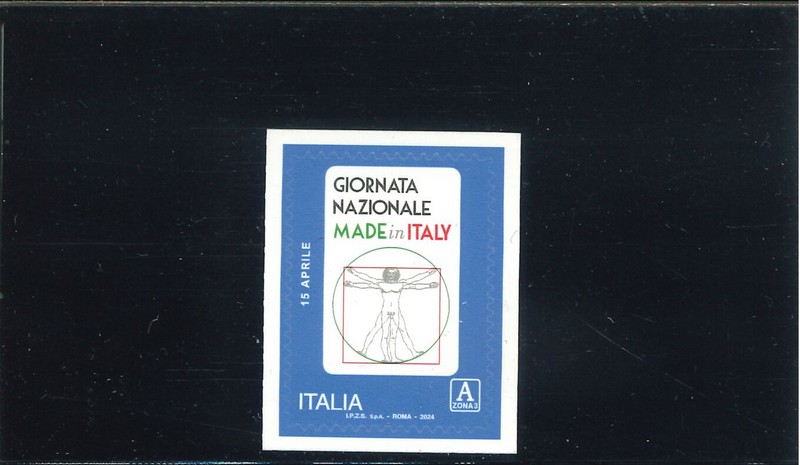 GIORNATA
NAZIONALE
MADE in ITALY
15 APRILE
ITALIA
A
ZONA 3
I.P.Z.S. S.p.A. - ROMA - 2024